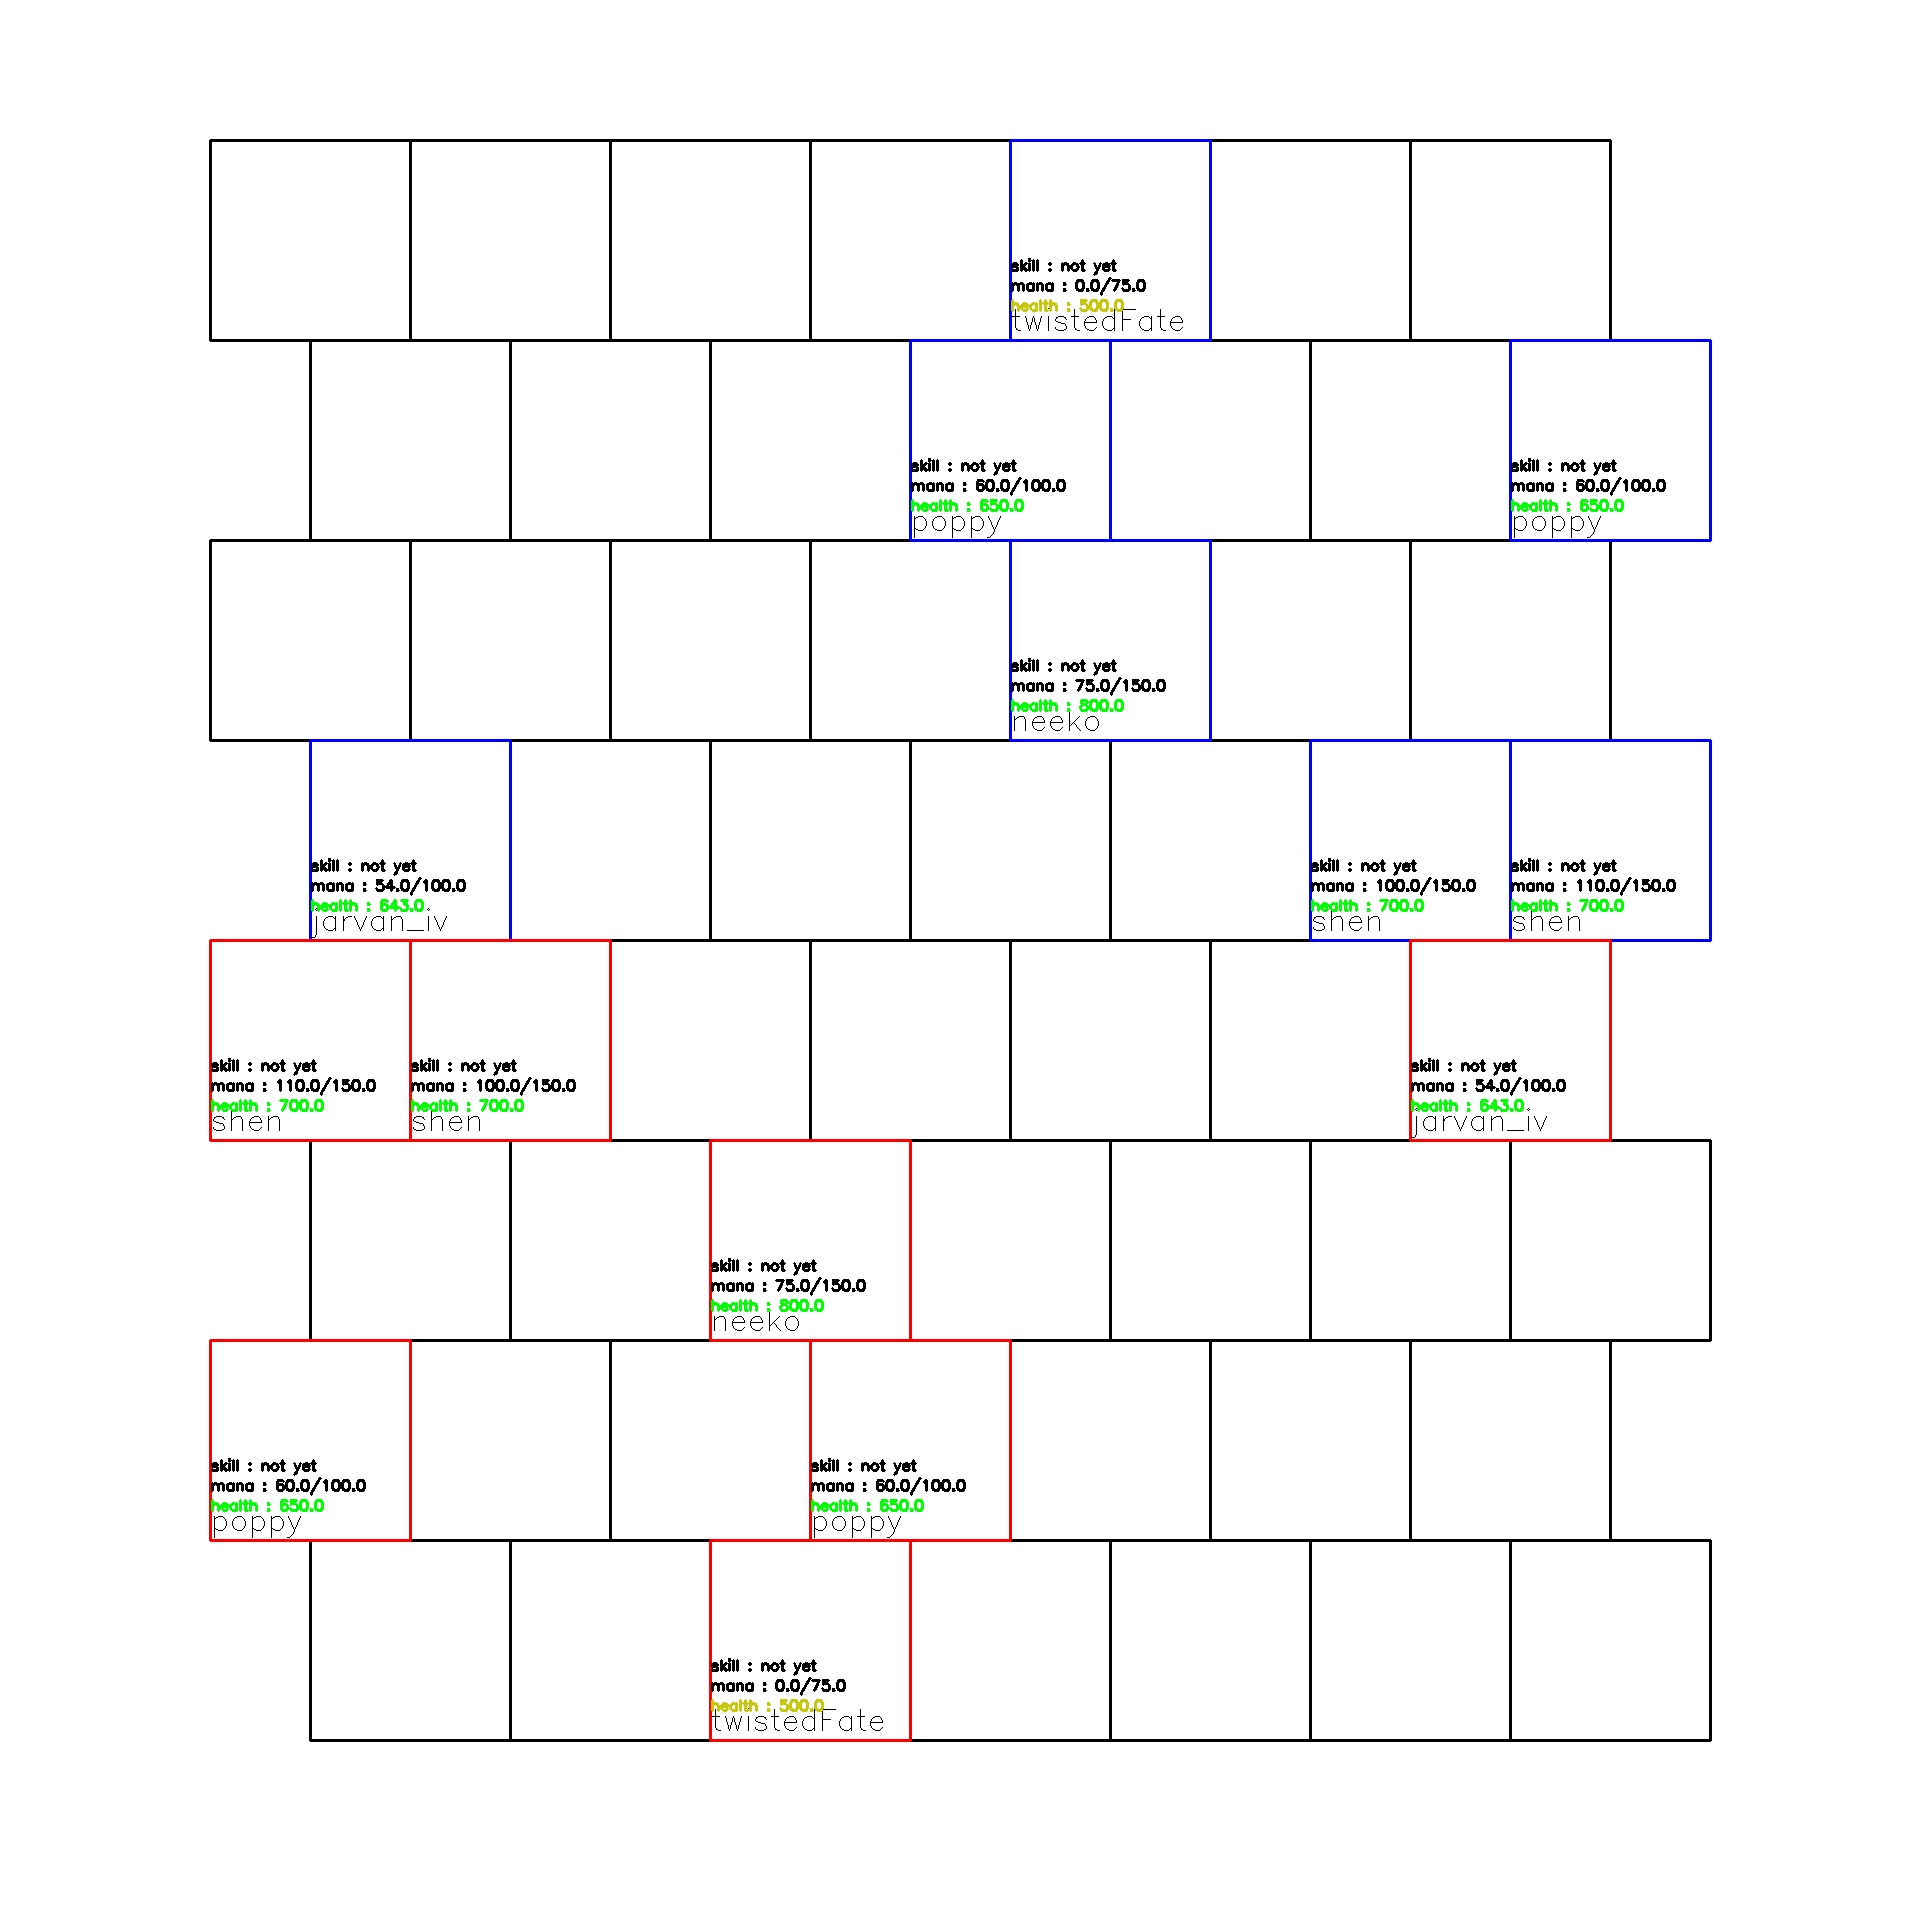 skill : not yet
mana : 0.0/75.0
health : 500.0
twistedFate
skill : not yet
mana : 60.0/100.0
health : 650.0
poppy
skill : not yet
mana : 60.0/100.0
health : 650.0
poppy
skill : not yet
mana : 75.0/150.0
health : 800.0
neeko
skill : not yet
mana : 54.0/100.0
health : 643.0
jarvan_iv
skill : not yet
mana : 100.0/150.0
health : 700.0
shen
skill : not yet
mana : 110.0/150.0
health : 700.0
shen
skill : not yet
mana : 110.0/150.0
health : 700.0
shen
skill : not yet
mana : 100.0/150.0
health : 700.0
shen
skill : not yet
mana : 54.0/100.0
health : 643.0
jarvan_iv
skill : not yet
mana : 75.0/150.0
health : 800.0
neeko
skill : not yet
mana : 60.0/100.0
health : 650.0
poppy
skill : not yet
mana : 60.0/100.0
health : 650.0
poppy
skill : not yet
mana : 0.0/75.0
health : 500.0
twistedFate